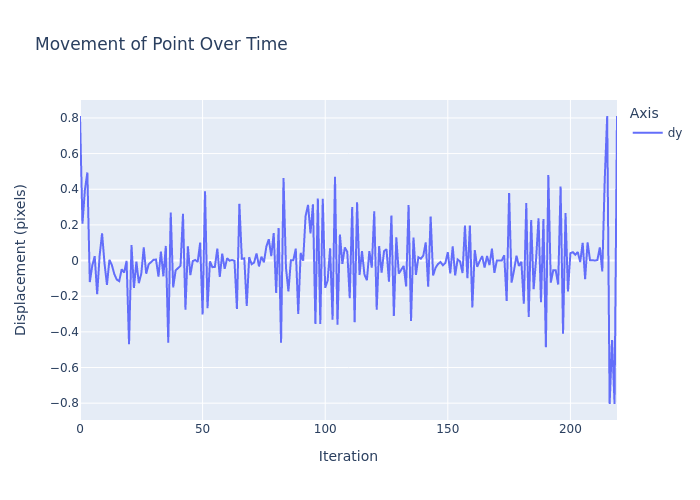 Movement of Point Over Time
Axis
dy
Displacement (pixels)
0.8
0.6
0.4
0.2
0
−0.2
−0.4
−0.6
−0.8
0 50 100 150 200
Iteration